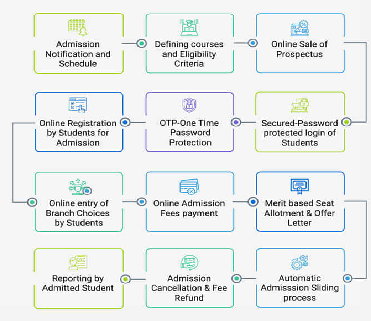 Admission
Notification and
Schedule
Defining courses
and Eligibility
Criteria
Online Sale of
Prospectus
Online Registration
by Students for
Admission
OTP-One Time
Password
Protection
Secured-Password
protected login of
Students
Online entry of
Branch Choices
by Students
Online Admission
Fees payment
Merit based Seat
Allotment & Offer
Letter
Reporting by
Admitted Student
Admission
Cancellation & Fee
Refund
Automatic
Admission Sliding
process